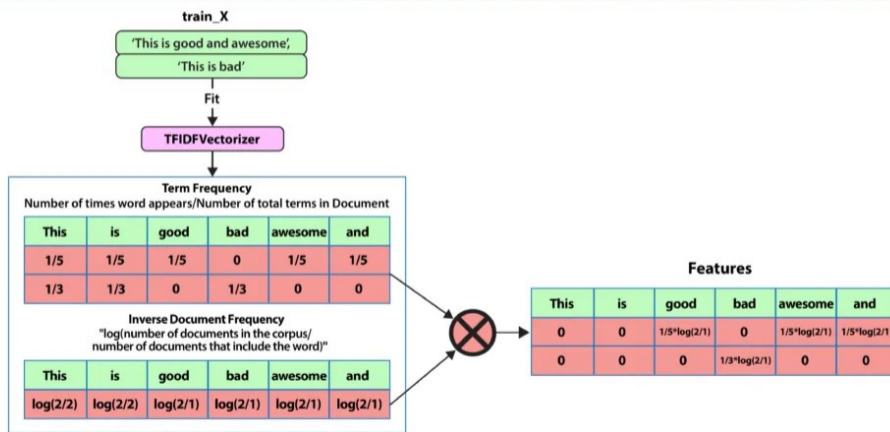 train_X
'This is good and awesome',
'This is bad'
Fit
TFIDFVectorizer
Term Frequency
Number of times word appears/Number of total terms in Document
This is good bad awesome and
1/5 1/5 1/5 0 1/5 1/5
1/3 1/3 0 1/3 0 0
Inverse Document Frequency
"log(number of documents in the corpus/
number of documents that include the word)"
This is good bad awesome and
log(2/2) log(2/2) log(2/1) log(2/1) log(2/1) log(2/1)
Features
This is good bad awesome and
0 0 1/5*log(2/1) 0 1/5*log(2/1) 1/5*log(2/1
0 0 0 1/3*log(2/1) 0 0